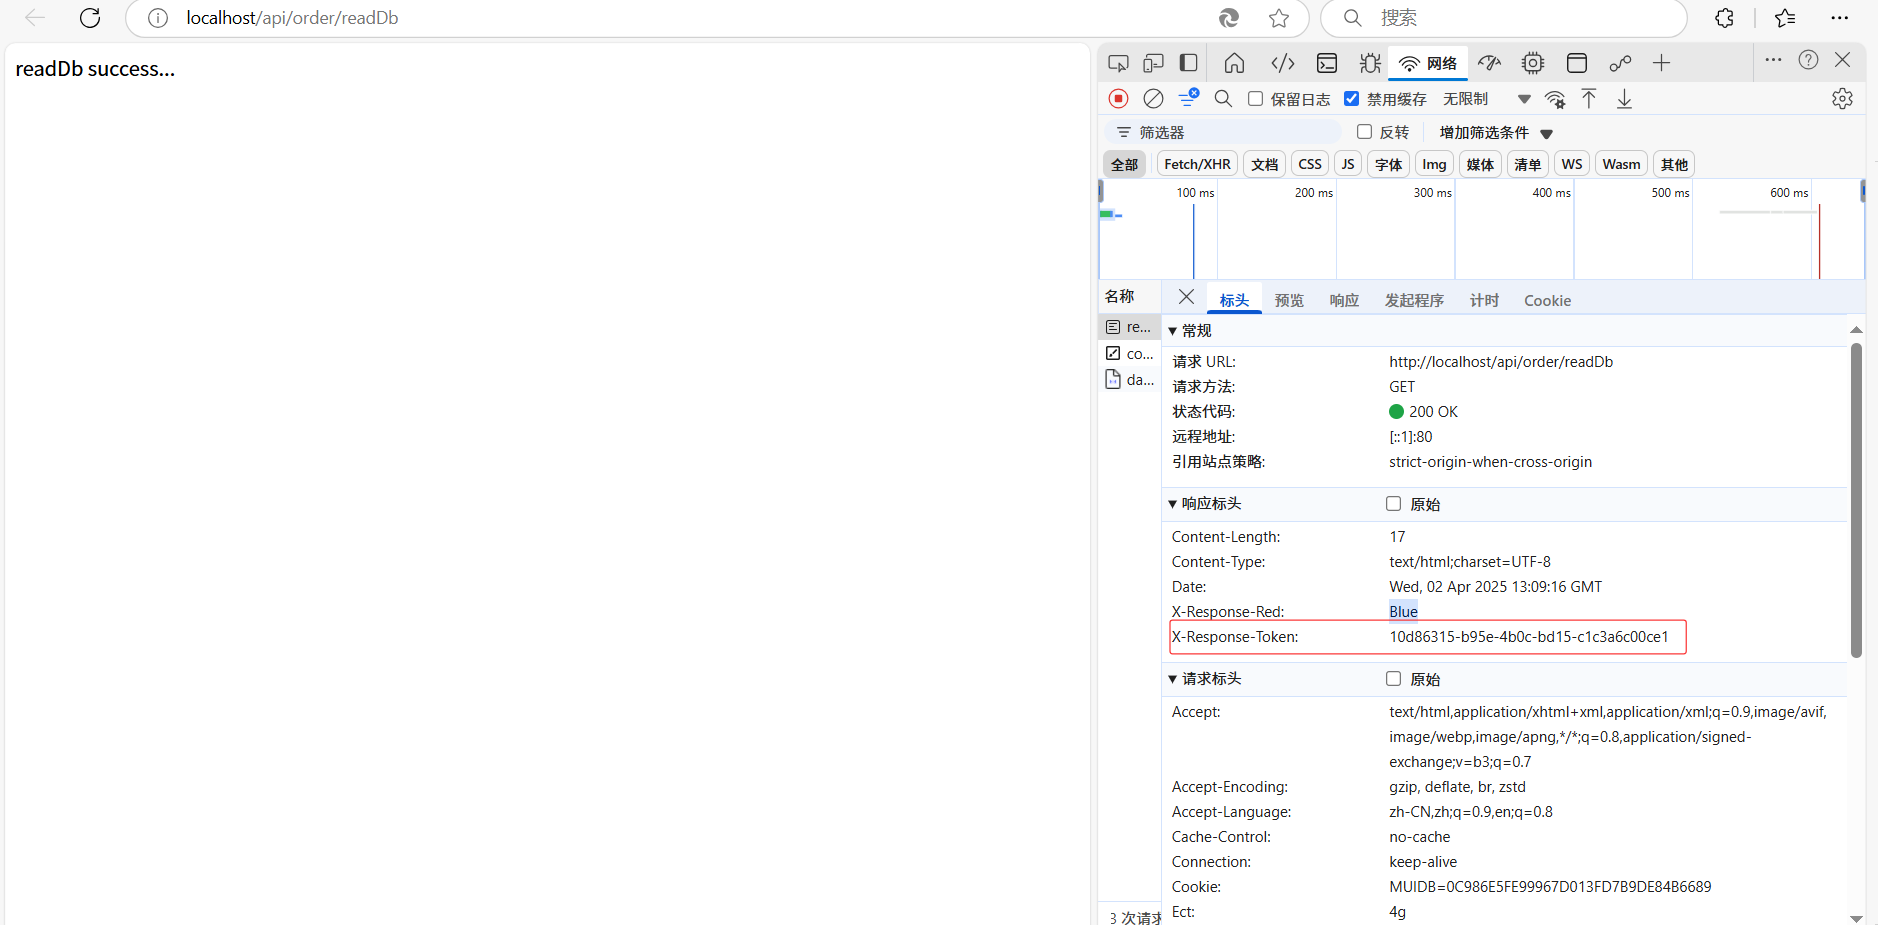 localhost/api/order/readDb
搜索
readDb success...
网络
保留日志
禁用缓存
无限制
筛选器
反转
增加筛选条件
全部
Fetch/XHR
文档
CSS
JS
字体
Img
媒体
清单
WS
Wasm
其他
100 ms
200 ms
300 ms
400 ms
500 ms
600 ms
名称
标头
预览
响应
发起程序
计时
Cookie
re...
co...
da...
常规
请求 URL: http://localhost/api/order/readDb
请求方法: GET
状态代码: 200 OK
远程地址: [::1]:80
引用站点策略: strict-origin-when-cross-origin
响应标头 原始
Content-Length: 17
Content-Type: text/html;charset=UTF-8
Date: Wed, 02 Apr 2025 13:09:16 GMT
X-Response-Red: Blue
X-Response-Token: 10d86315-b95e-4b0c-bd15-c1c3a6c00ce1
请求标头 原始
Accept: text/html,application/xhtml+xml,application/xml;q=0.9,image/avif,
image/webp,image/apng,*/*;q=0.8,application/signed-
exchange;v=b3;q=0.7
Accept-Encoding: gzip, deflate, br, zstd
Accept-Language: zh-CN,zh;q=0.9,en;q=0.8
Cache-Control: no-cache
Connection: keep-alive
Cookie: MUIDB=0C986E5FE99967D013FD7B9DE84B6689
Ect: 4g
3 次请求